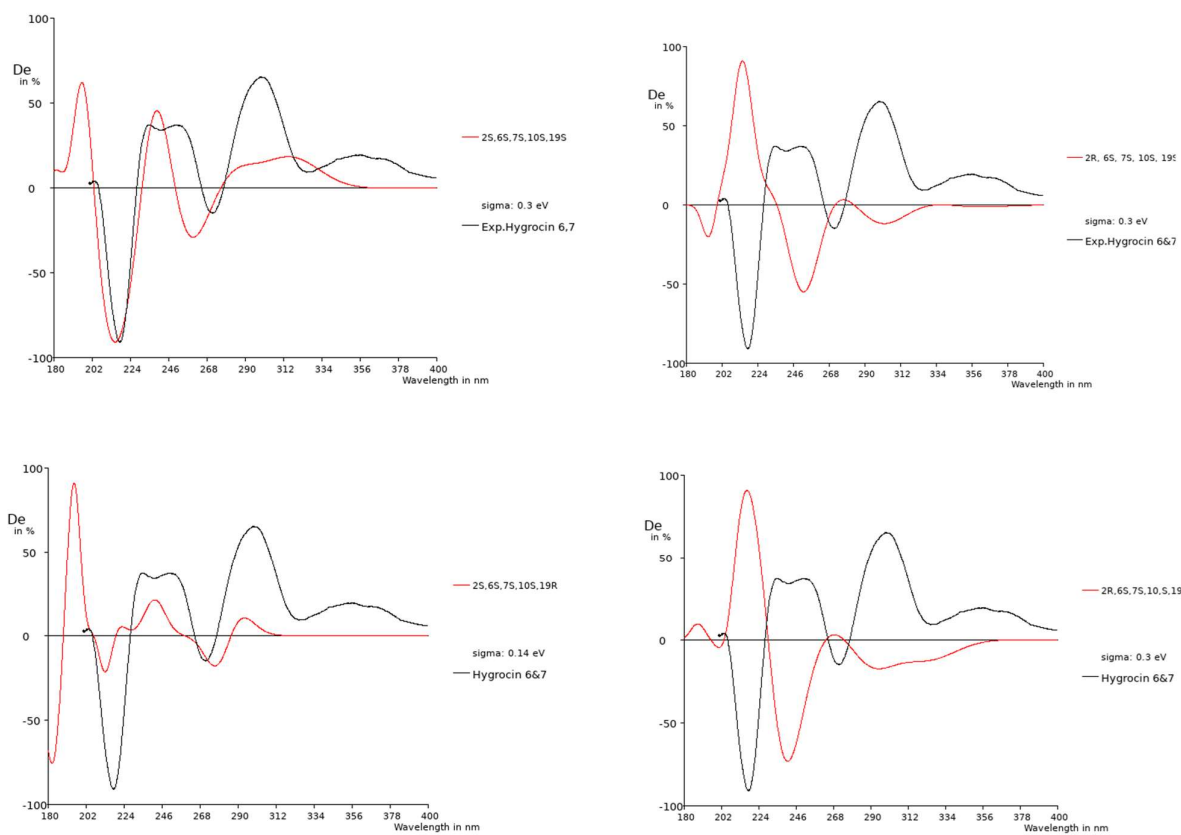 100
De
in %
50
0
-50
-100
2S,6S,7S,10S,19S
sigma: 0.3 eV
Exp.Hygrocin 6,7
180 202 224 246 268 290 312 334 356 378 400
Wavelength in nm
100
De
in %
50
0
-50
-100
2R, 6S, 7S, 10S, 19S
sigma: 0.3 eV
Exp.Hygrocin 6&7
180 202 224 246 268 290 312 334 356 378 400
Wavelength in nm
100
De
in %
50
0
-50
-100
2S,6S,7S,10S,19R
sigma: 0.14 eV
Hygrocin 6&7
180 202 224 246 268 290 312 334 356 378 400
Wavelength in nm
100
De
in %
50
0
-50
-100
2R,6S,7S,10,S,19
sigma: 0.3 eV
Hygrocin 6&7
180 202 224 246 268 290 312 334 356 378 400
Wavelength in nm